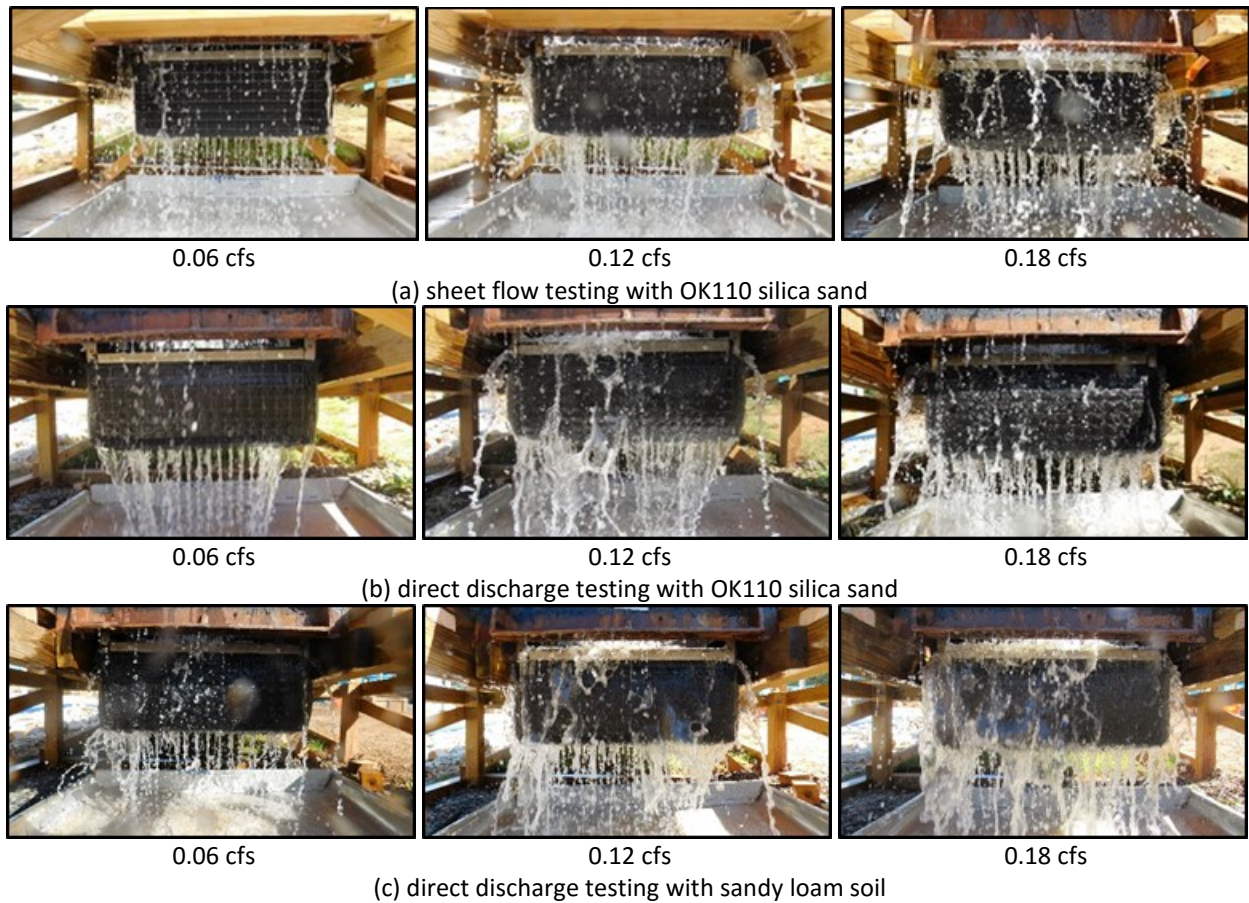 0.06 cfs 0.12 cfs 0.18 cfs
(a) sheet flow testing with OK110 silica sand
0.06 cfs 0.12 cfs 0.18 cfs
(b) direct discharge testing with OK110 silica sand
0.06 cfs 0.12 cfs 0.18 cfs
(c) direct discharge testing with sandy loam soil